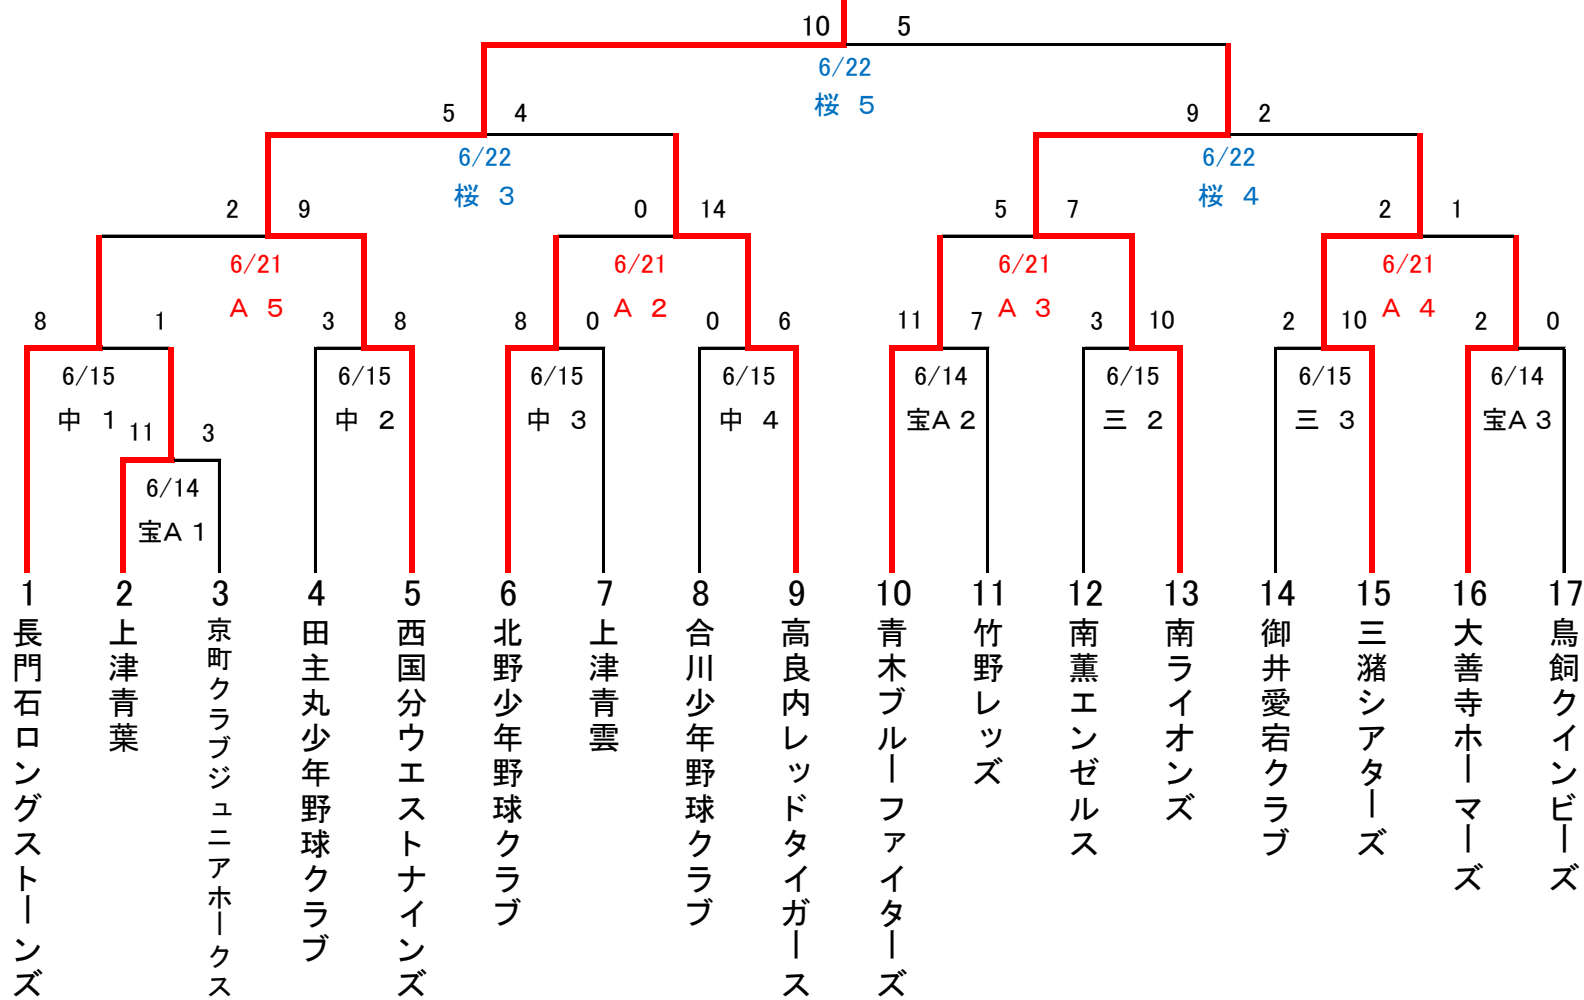 10 5
6/22
桜 5
5 4
9 2
6/22
桜 3
6/22
桜 4
2 9
0 14
5 7
2 1
6/21
A 5
6/21
A 2
6/21
A 3
6/21
A 4
8 1
3 8
8 0
0 6
11 7
3 10
2 10
2 0
6/15
中 1
6/15
中 2
6/15
中 3
6/15
中 4
6/14
宝A 2
6/15
三 2
6/15
三 3
6/14
宝A 3
11 3
6/14
宝A 1
1
長門石ロングストーンズ
2
上津青葉
3
京町クラブジュニアホークス
4
田主丸少年野球クラブ
5
西国分ウエストナインズ
6
北野少年野球クラブ
7
上津青雲
8
合川少年野球クラブ
9
高良内レッドタイガース
10
青木ブルーファイターズ
11
竹野レッズ
12
南薫エンゼルス
13
南ライオンズ
14
御井愛宕クラブ
15
三潴シアターズ
16
大善寺ホーマーズ
17
鳥飼クインビーズ